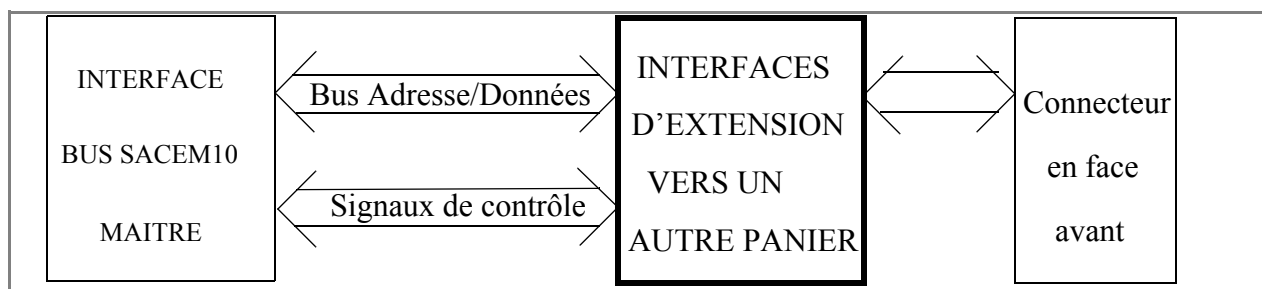 INTERFACE
BUS SACEM10
MAITRE
Bus Adresse/Données
Signaux de contrôle
INTERFACES
D’EXTENSION
VERS UN
AUTRE PANIER
Connecteur
en face
avant